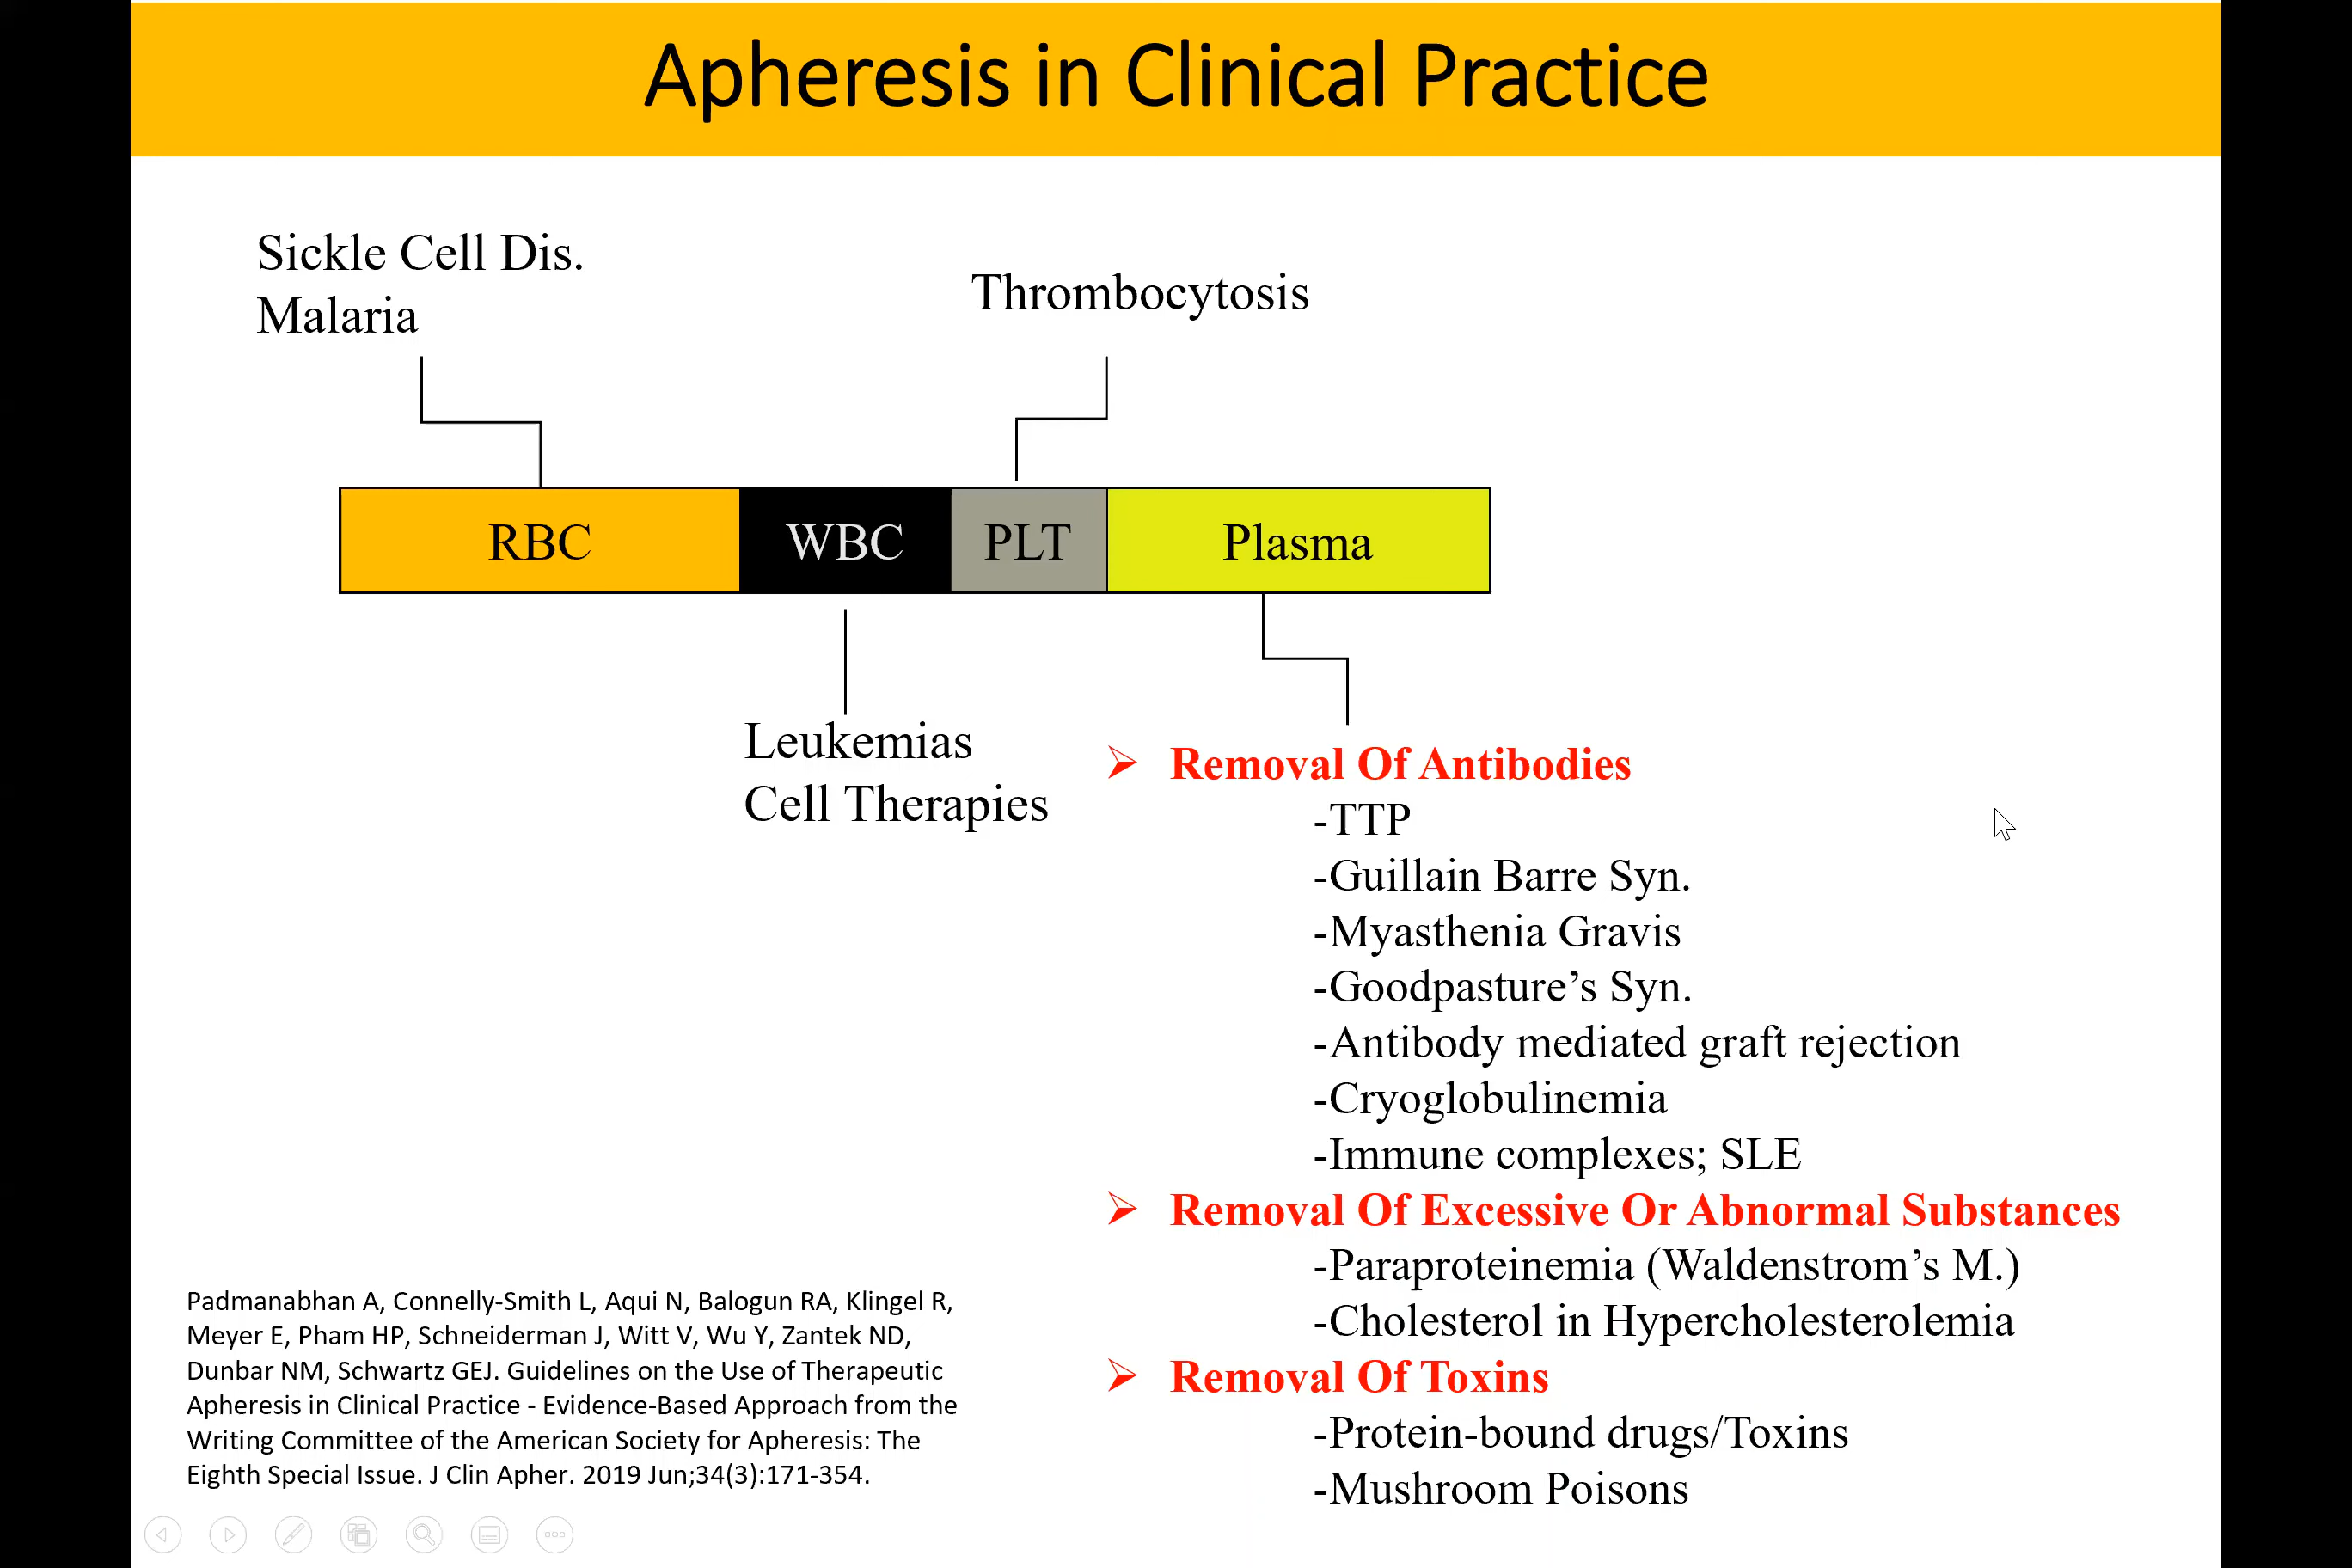 Apheresis in Clinical Practice
Sickle Cell Dis.
Malaria
Thrombocytosis
RBC
WBC
PLT
Plasma
Leukemias
Cell Therapies
➢ Removal Of Antibodies
-TTP
-Guillain Barre Syn.
-Myasthenia Gravis
-Goodpasture’s Syn.
-Antibody mediated graft rejection
-Cryoglobulinemia
-Immune complexes; SLE
➢ Removal Of Excessive Or Abnormal Substances
-Paraproteinemia (Waldenstrom’s M.)
-Cholesterol in Hypercholesterolemia
➢ Removal Of Toxins
-Protein-bound drugs/Toxins
-Mushroom Poisons
Padmanabhan A, Connelly-Smith L, Aqui N, Balogun RA, Klingel R,
Meyer E, Pham HP, Schneiderman J, Witt V, Wu Y, Zantek ND,
Dunbar NM, Schwartz GEJ. Guidelines on the Use of Therapeutic
Apheresis in Clinical Practice - Evidence-Based Approach from the
Writing Committee of the American Society for Apheresis: The
Eighth Special Issue. J Clin Apher. 2019 Jun;34(3):171-354.